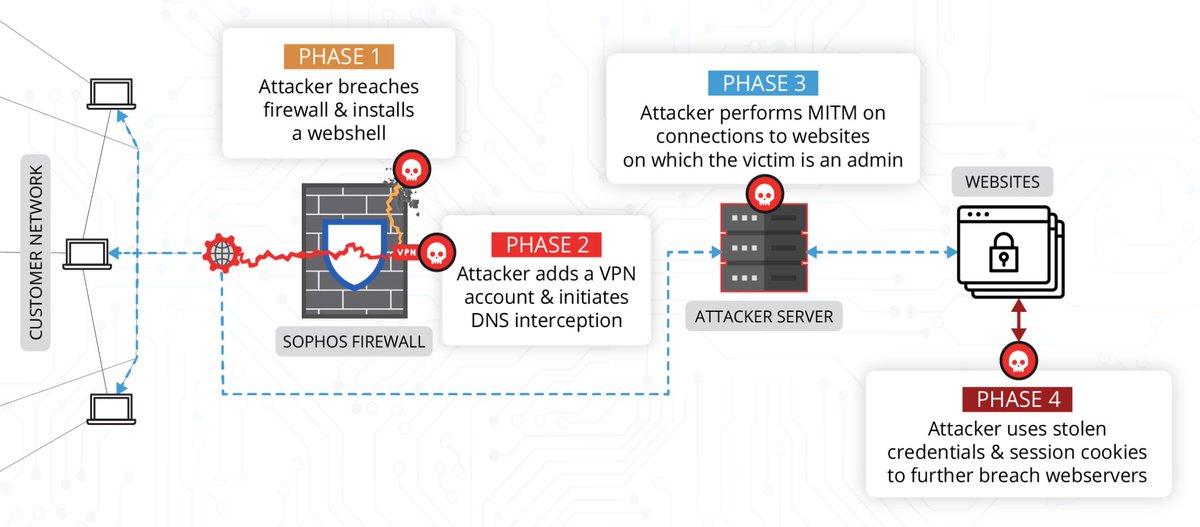 CUSTOMER NETWORK
PHASE 1
Attacker breaches
firewall & installs
a webshell
SOPHOS FIREWALL
VPN
PHASE 2
Attacker adds a VPN
account & initiates
DNS interception
PHASE 3
Attacker performs MITM on
connections to websites
on which the victim is an admin
ATTACKER SERVER
WEBSITES
PHASE 4
Attacker uses stolen
credentials & session cookies
to further breach webservers